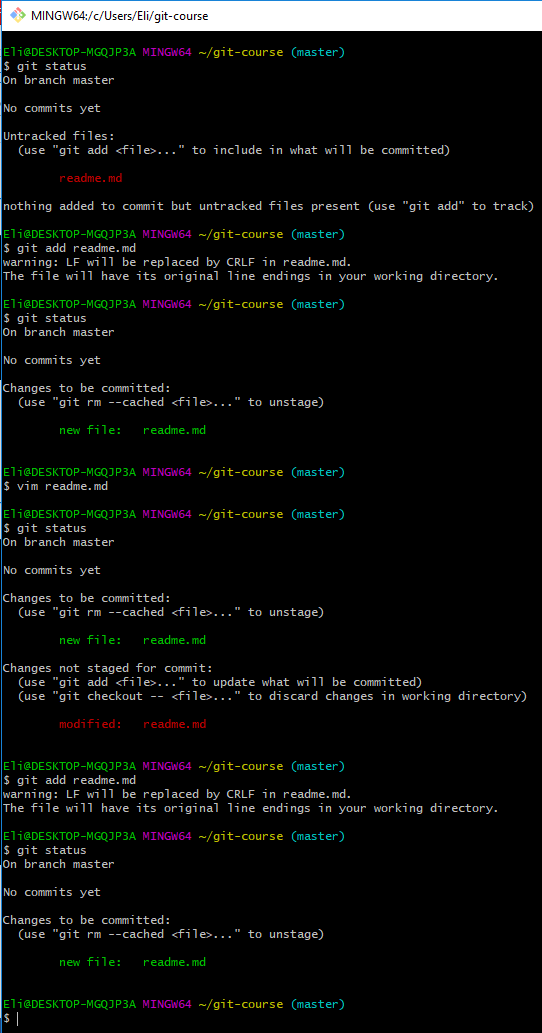 MINGW64:/c/Users/Eli/git-course
Eli@DESKTOP-MGQJP3A MINGW64 ~/git-course (master)
$ git status
On branch master
No commits yet
Untracked files:
  (use "git add <file>..." to include in what will be committed)
        readme.md
nothing added to commit but untracked files present (use "git add" to track)
Eli@DESKTOP-MGQJP3A MINGW64 ~/git-course (master)
$ git add readme.md
warning: LF will be replaced by CRLF in readme.md.
The file will have its original line endings in your working directory.
Eli@DESKTOP-MGQJP3A MINGW64 ~/git-course (master)
$ git status
On branch master
No commits yet
Changes to be committed:
  (use "git rm --cached <file>..." to unstage)
        new file:   readme.md
Eli@DESKTOP-MGQJP3A MINGW64 ~/git-course (master)
$ vim readme.md
Eli@DESKTOP-MGQJP3A MINGW64 ~/git-course (master)
$ git status
On branch master
No commits yet
Changes to be committed:
  (use "git rm --cached <file>..." to unstage)
        new file:   readme.md
Changes not staged for commit:
  (use "git add <file>..." to update what will be committed)
  (use "git checkout -- <file>..." to discard changes in working directory)
        modified:   readme.md
Eli@DESKTOP-MGQJP3A MINGW64 ~/git-course (master)
$ git add readme.md
warning: LF will be replaced by CRLF in readme.md.
The file will have its original line endings in your working directory.
Eli@DESKTOP-MGQJP3A MINGW64 ~/git-course (master)
$ git status
On branch master
No commits yet
Changes to be committed:
  (use "git rm --cached <file>..." to unstage)
        new file:   readme.md
Eli@DESKTOP-MGQJP3A MINGW64 ~/git-course (master)
$